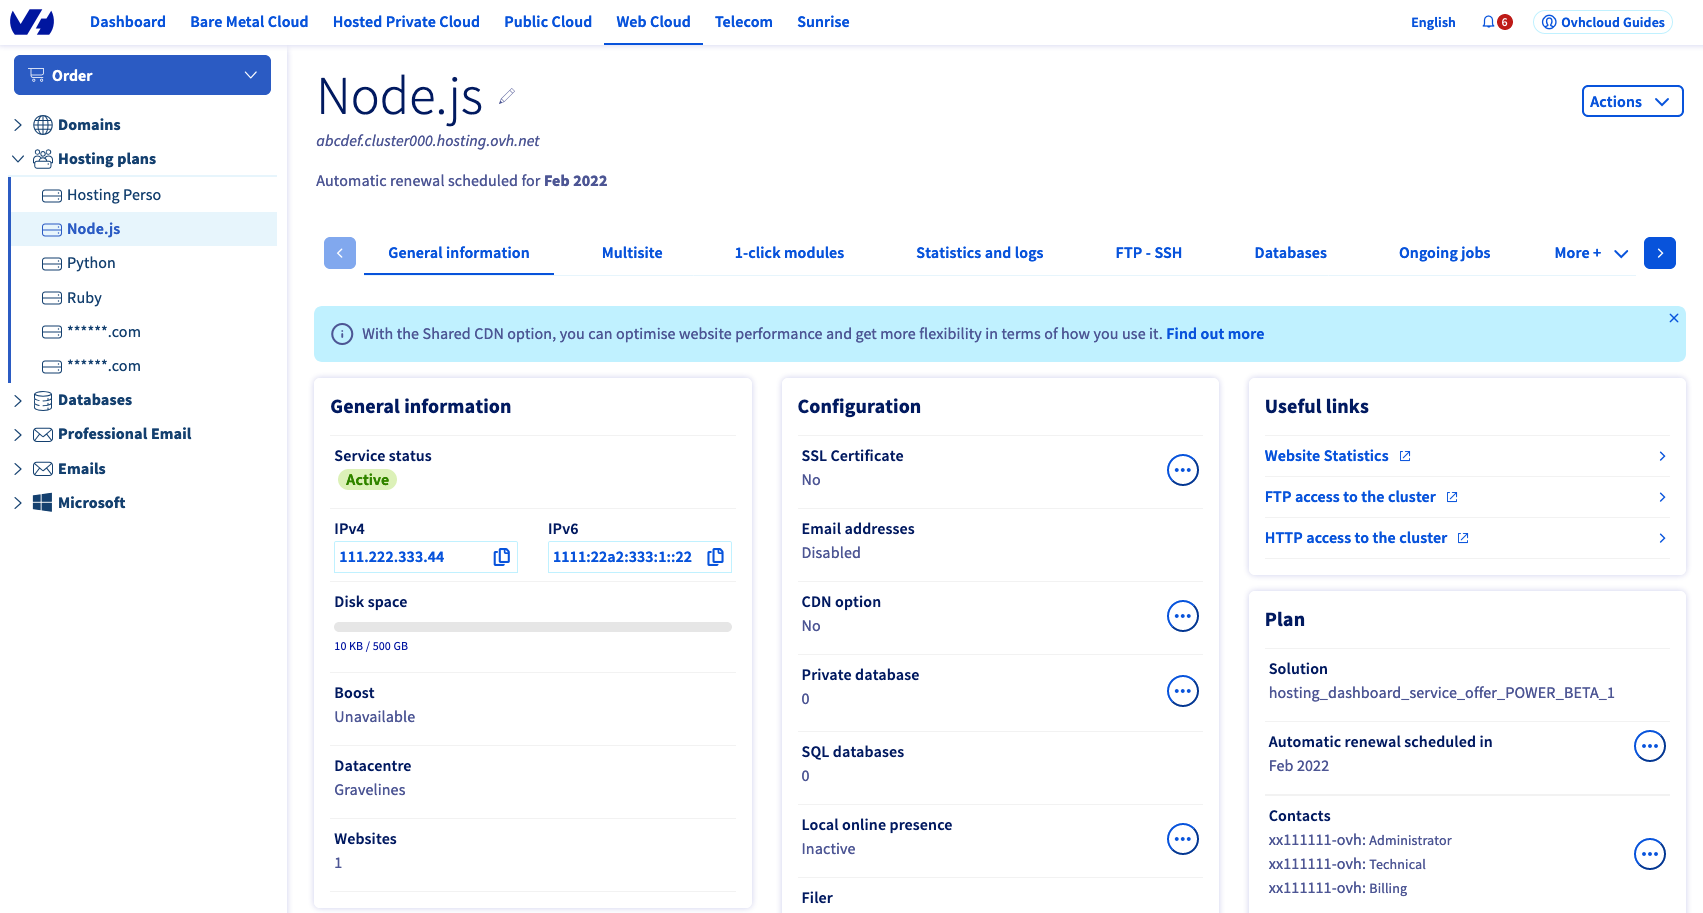 Dashboard Bare Metal Cloud Hosted Private Cloud Public Cloud Web Cloud Telecom Sunrise English 6 Ovhcloud Guides
Order
Domains
Hosting plans
Hosting Perso
Node.js
Python
Ruby
******.com
******.com
Databases
Professional Email
Emails
Microsoft
Node.js
Actions
abcdef.cluster000.hosting.ovh.net
Automatic renewal scheduled for Feb 2022
General information Multisite 1-click modules Statistics and logs FTP - SSH Databases Ongoing jobs More +
With the Shared CDN option, you can optimise website performance and get more flexibility in terms of how you use it. Find out more
General information
Service status
Active
IPv4 IPv6
111.222.333.44 1111:22a2:333:1::22
Disk space
10 KB / 500 GB
Boost
Unavailable
Datacentre
Gravelines
Websites
1
Configuration
SSL Certificate
No
Email addresses
Disabled
CDN option
No
Private database
0
SQL databases
0
Local online presence
Inactive
Filer
Useful links
Website Statistics
FTP access to the cluster
HTTP access to the cluster
Plan
Solution
hosting_dashboard_service_offer_POWER_BETA_1
Automatic renewal scheduled in
Feb 2022
Contacts
xx111111-ovh: Administrator
xx111111-ovh: Technical
xx111111-ovh: Billing